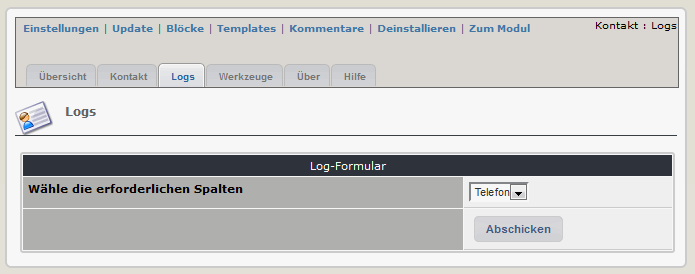 Einstellungen | Update | Blöcke | Templates | Kommentare | Deinstallieren | Zum Modul
Kontakt : Logs
Übersicht Kontakt Logs Werkzeuge Über Hilfe
Logs
Log-Formular
Wähle die erforderlichen Spalten Telefon
Abschicken